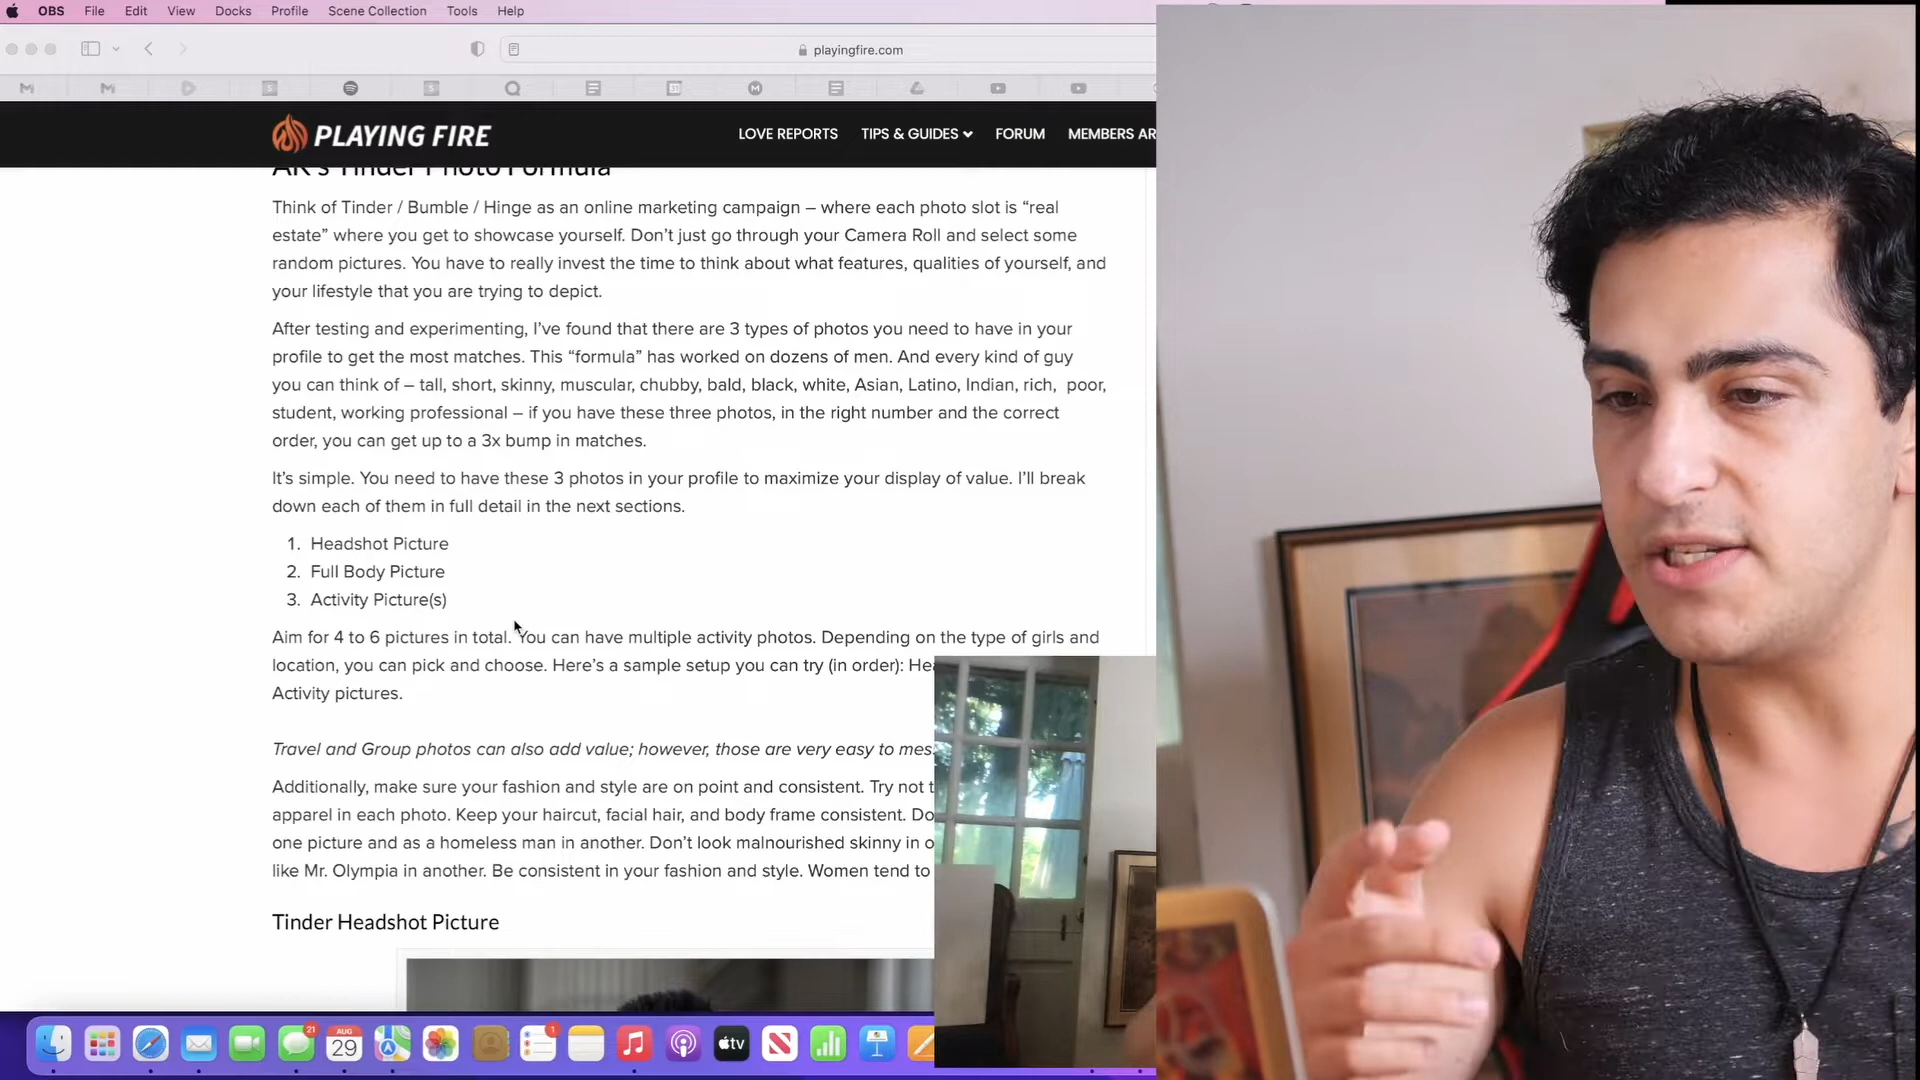 OBS File Edit View Docks Profile Scene Collection Tools Help
playingfire.com
PLAYING FIRE
LOVE REPORTS TIPS & GUIDES FORUM MEMBERS AR
AK's Tinder Photo Formula
Think of Tinder / Bumble / Hinge as an online marketing campaign – where each photo slot is “real
estate” where you get to showcase yourself. Don’t just go through your Camera Roll and select some
random pictures. You have to really invest the time to think about what features, qualities of yourself, and
your lifestyle that you are trying to depict.
After testing and experimenting, I’ve found that there are 3 types of photos you need to have in your
profile to get the most matches. This “formula” has worked on dozens of men. And every kind of guy
you can think of – tall, short, skinny, muscular, chubby, bald, black, white, Asian, Latino, Indian, rich, poor,
student, working professional – if you have these three photos, in the right number and the correct
order, you can get up to a 3x bump in matches.
It’s simple. You need to have these 3 photos in your profile to maximize your display of value. I’ll break
down each of them in full detail in the next sections.
1. Headshot Picture
2. Full Body Picture
3. Activity Picture(s)
Aim for 4 to 6 pictures in total. You can have multiple activity photos. Depending on the type of girls and
location, you can pick and choose. Here’s a sample setup you can try (in order): Hea
Activity pictures.
Travel and Group photos can also add value; however, those are very easy to mes
Additionally, make sure your fashion and style are on point and consistent. Try not t
apparel in each photo. Keep your haircut, facial hair, and body frame consistent. Do
one picture and as a homeless man in another. Don’t look malnourished skinny in o
like Mr. Olympia in another. Be consistent in your fashion and style. Women tend to
Tinder Headshot Picture
21
AUG
29
1
tv